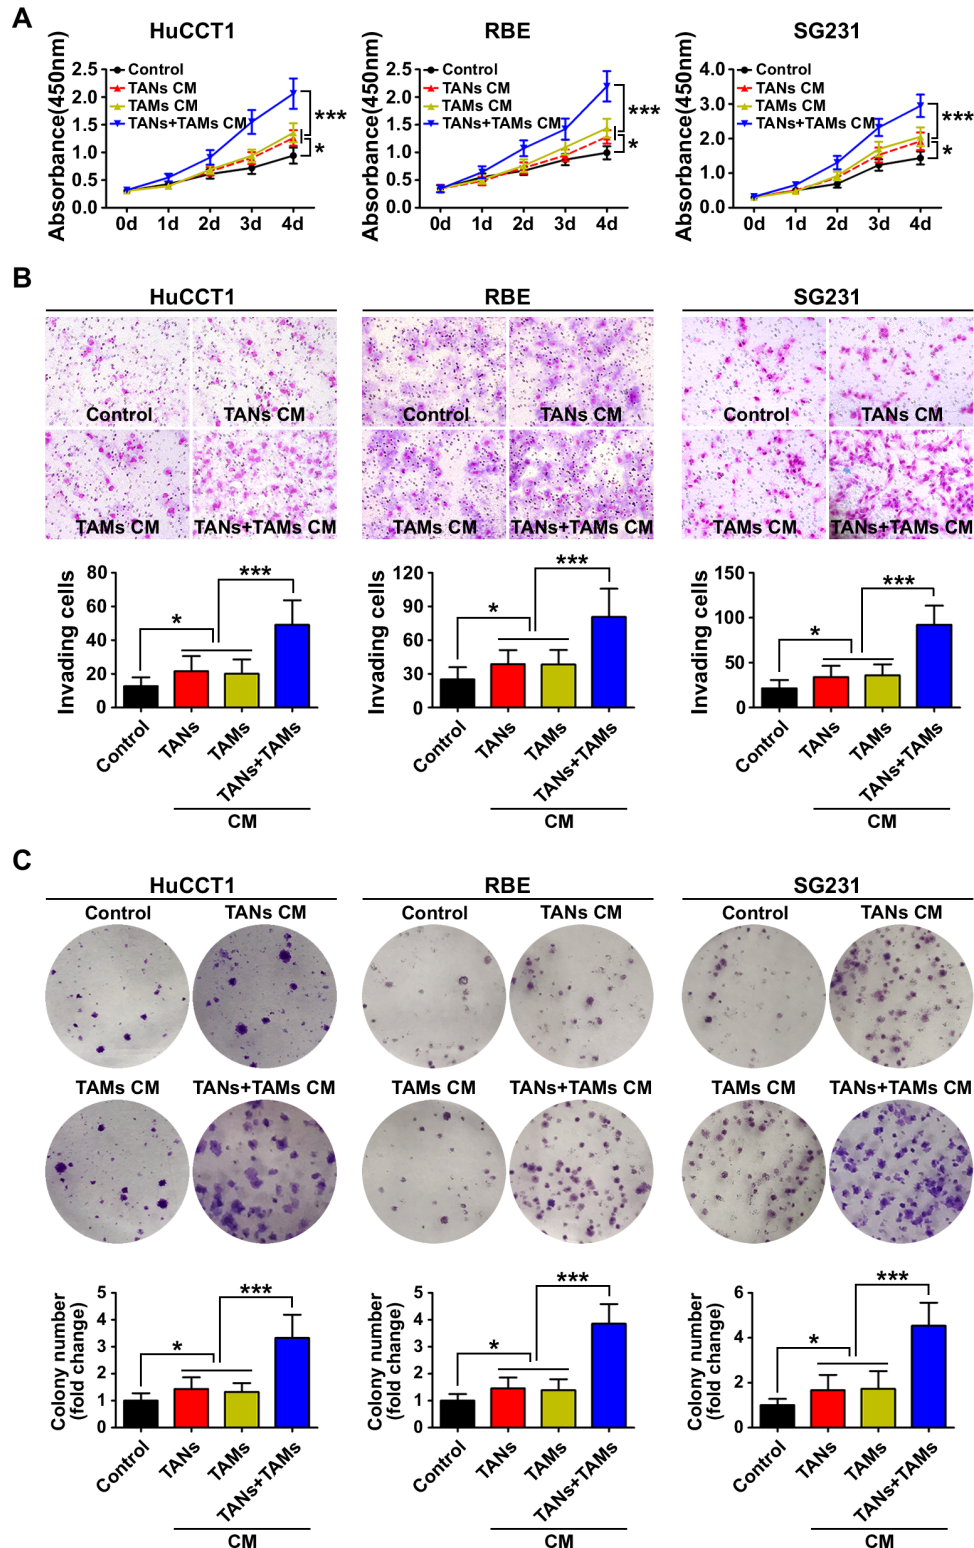 A
HuCCT1
RBE
SG231
Absorbance(450nm)
2.5
2.0
1.5
1.0
0.5
0.0
Control
TANs CM
TAMs CM
TANs+TAMs CM
***
*
0d 1d 2d 3d 4d
Absorbance(450nm)
2.5
2.0
1.5
1.0
0.5
0.0
Control
TANs CM
TAMs CM
TANs+TAMs CM
***
*
0d 1d 2d 3d 4d
Absorbance(450nm)
4.0
3.0
2.0
1.0
0.0
Control
TANs CM
TAMs CM
TANs+TAMs CM
***
*
0d 1d 2d 3d 4d
B
HuCCT1
RBE
SG231
Control TANs CM
Control TANs CM
Control TANs CM
TAMs CM TANs+TAMs CM
TAMs CM TANs+TAMs CM
TAMs CM TANs+TAMs CM
Invading cells
80
60
40
20
0
*
***
Control
TANs
TAMs
TANs+TAMs
CM
Invading cells
120
90
60
30
0
*
***
Control
TANs
TAMs
TANs+TAMs
CM
Invading cells
150
100
50
0
*
***
Control
TANs
TAMs
TANs+TAMs
CM
C
HuCCT1
RBE
SG231
Control TANs CM
Control TANs CM
Control TANs CM
TAMs CM TANs+TAMs CM
TAMs CM TANs+TAMs CM
TAMs CM TANs+TAMs CM
Colony number
(fold change)
5
4
3
2
1
0
*
***
Control
TANs
TAMs
TANs+TAMs
CM
Colony number
(fold change)
5
4
3
2
1
0
*
***
Control
TANs
TAMs
TANs+TAMs
CM
Colony number
(fold change)
6
4
2
0
*
***
Control
TANs
TAMs
TANs+TAMs
CM